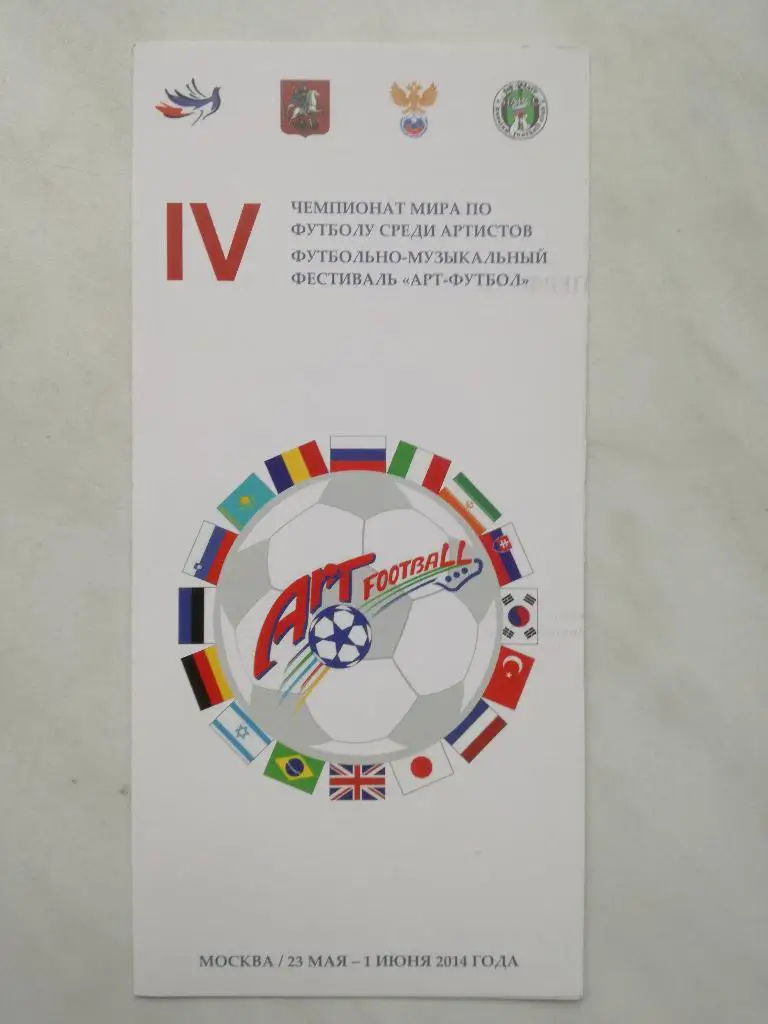 IV
ЧЕМПИОНАТ МИРА ПО
ФУТБОЛУ СРЕДИ АРТИСТОВ
ФУТБОЛЬНО-МУЗЫКАЛЬНЫЙ
ФЕСТИВАЛЬ «АРТ-ФУТБОЛ»
Art FOOTBALL
МОСКВА / 23 МАЯ – 1 ИЮНЯ 2014 ГОДА